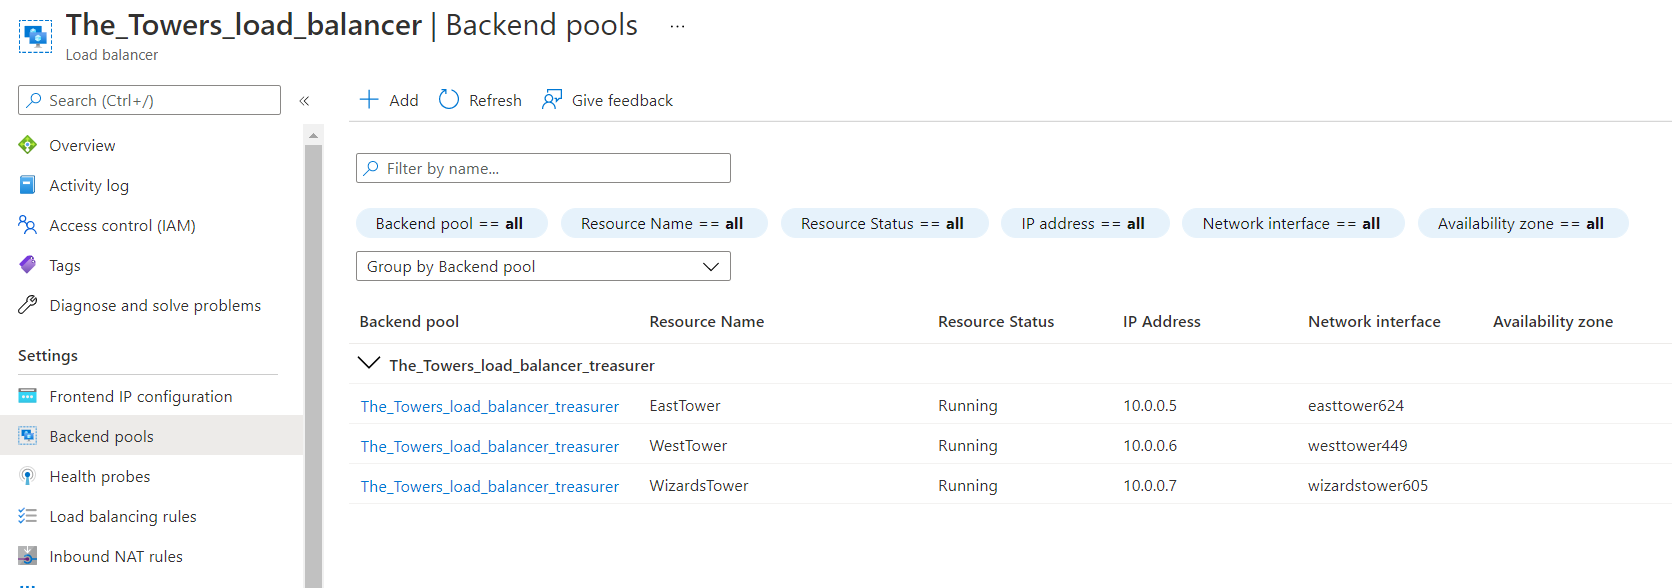 The_Towers_load_balancer | Backend pools ...
Load balancer
Search (Ctrl+/) «
Overview
Activity log
Access control (IAM)
Tags
Diagnose and solve problems
Settings
Frontend IP configuration
Backend pools
Health probes
Load balancing rules
Inbound NAT rules
Add Refresh Give feedback
Filter by name...
Backend pool == all Resource Name == all Resource Status == all IP address == all Network interface == all Availability zone == all
Group by Backend pool
Backend pool Resource Name Resource Status IP Address Network interface Availability zone
The_Towers_load_balancer_treasurer
The_Towers_load_balancer_treasurer EastTower Running 10.0.0.5 easttower624
The_Towers_load_balancer_treasurer WestTower Running 10.0.0.6 westtower449
The_Towers_load_balancer_treasurer WizardsTower Running 10.0.0.7 wizardstower605